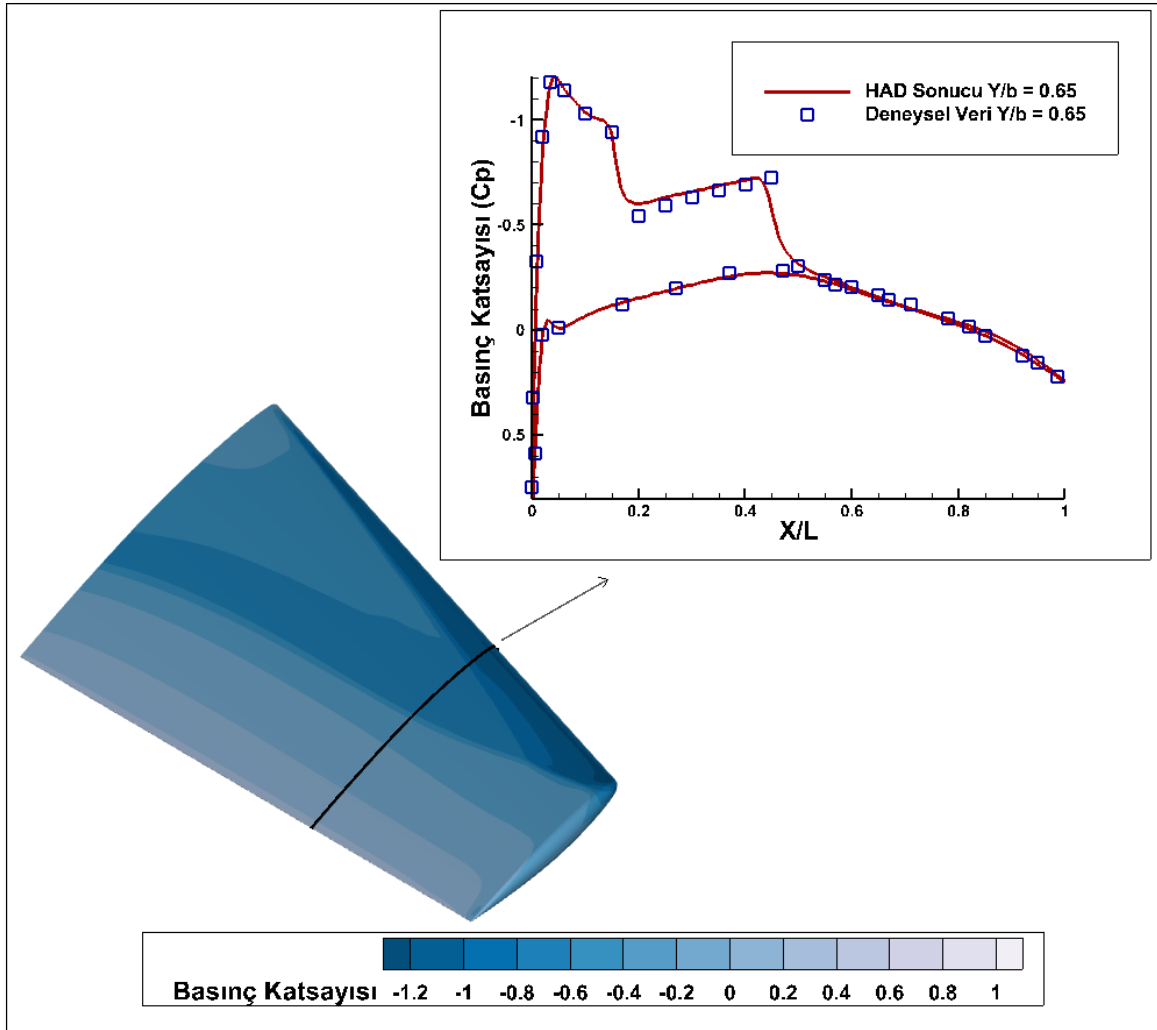 HAD Sonucu Y/b = 0.65
Deneysel Veri Y/b = 0.65
Basınç Katsayısı (Cp)
-1
-0.5
0
0.5
0 0.2 0.4 0.6 0.8 1
X/L
Basınç Katsayısı -1.2 -1 -0.8 -0.6 -0.4 -0.2 0 0.2 0.4 0.6 0.8 1